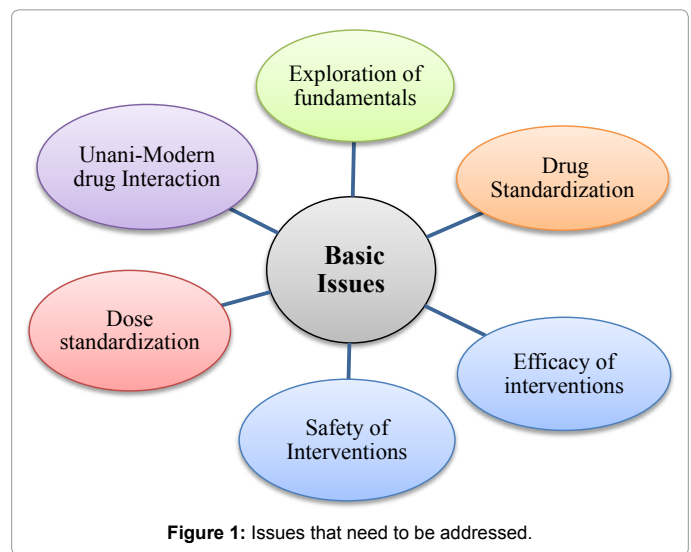 Exploration of
fundamentals
Unani-Modern
drug Interaction
Drug
Standardization
Basic
Issues
Dose
standardization
Efficacy of
interventions
Safety of
Interventions
Figure 1: Issues that need to be addressed.